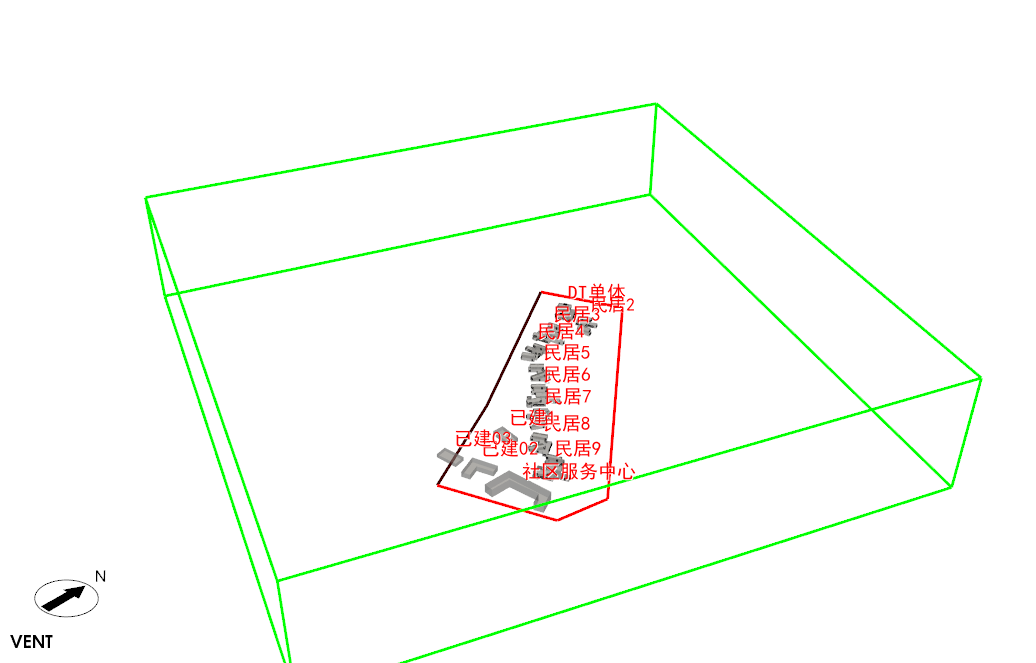 DT单体
民居2
民居3
民居4
民居5
民居6
民居7
已建
民居8
已建03
已建02
民居9
社区服务中心
N
VENT